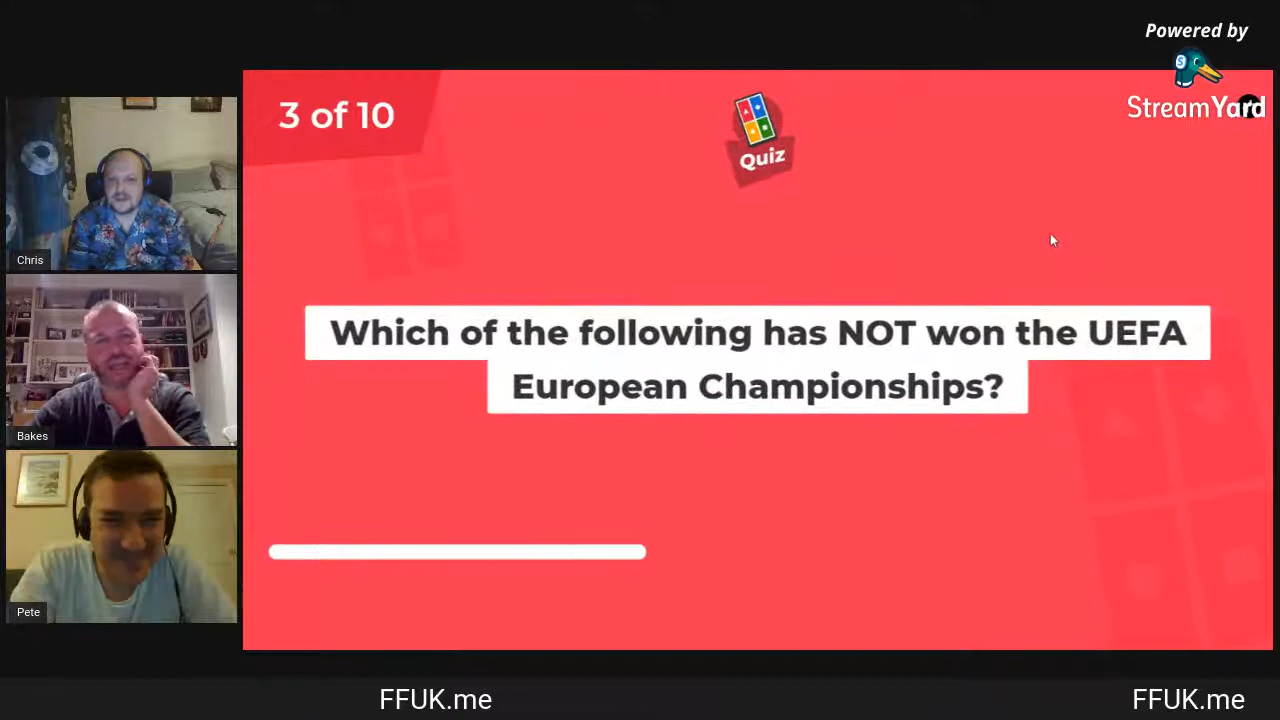 Powered by
StreamYard
3 of 10
Quiz
Which of the following has NOT won the UEFA
European Championships?
Chris
Bakes
Pete
FFUK.me
FFUK.me